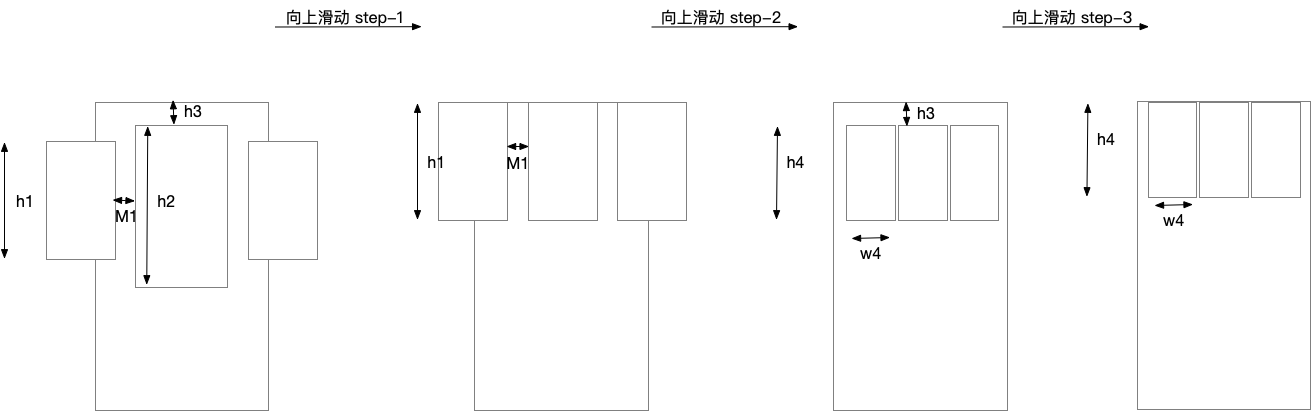 向上滑动 step-1
向上滑动 step-2
向上滑动 step-3
h3
h1
h2
M1
h1
M1
h3
h4
w4
h4
w4